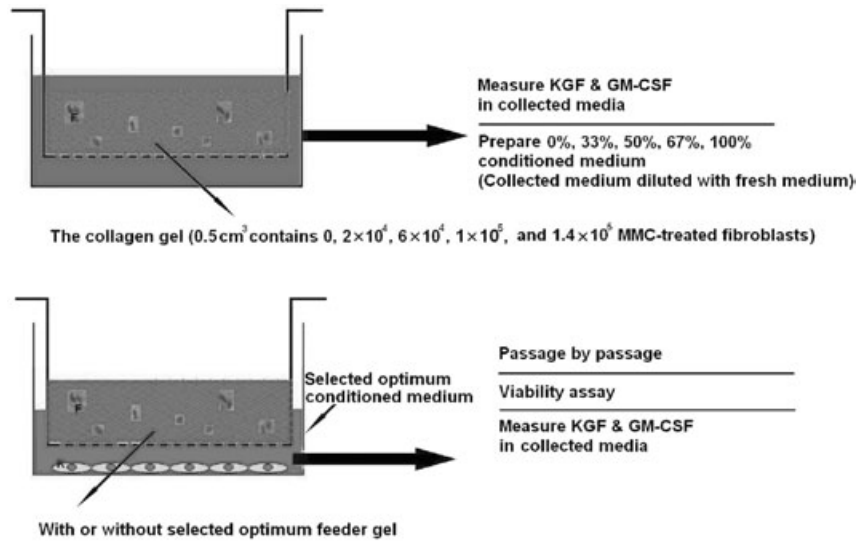 Measure KGF & GM-CSF
in collected media
Prepare 0%, 33%, 50%, 67%, 100%
conditioned medium
(Collected medium diluted with fresh medium)
The collagen gel (0.5cm³contains 0, 2×10⁴, 6×10⁴, 1×10⁵, and 1.4×10⁵ MMC-treated fibroblasts)
Selected optimum
conditioned medium
Passage by passage
Viability assay
Measure KGF & GM-CSF
in collected media
With or without selected optimum feeder gel